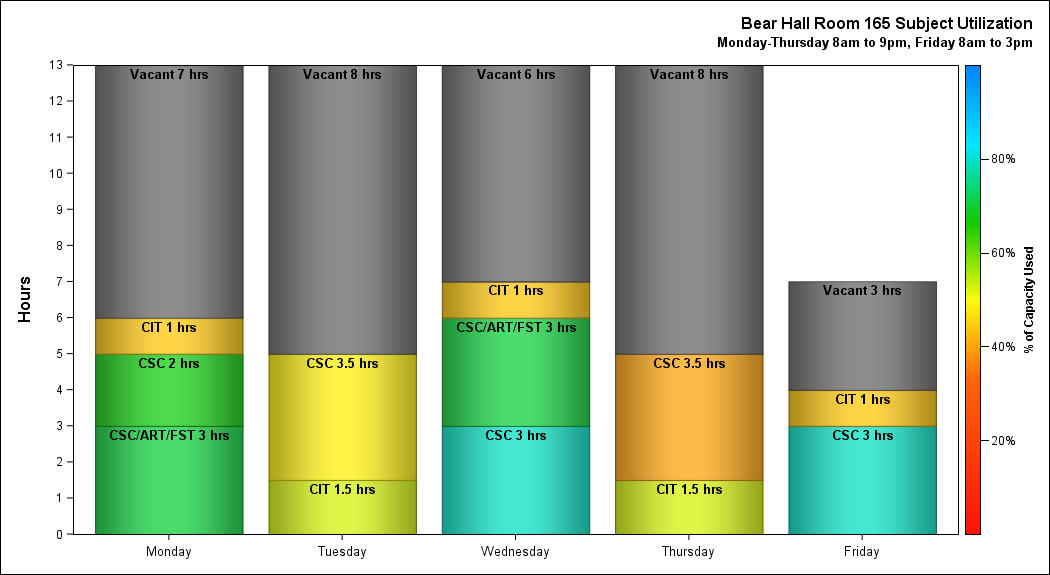 Bear Hall Room 165 Subject Utilization
Monday-Thursday 8am to 9pm, Friday 8am to 3pm
Hours
13
12
11
10
9
8
7
6
5
4
3
2
1
0
Vacant 7 hrs
CIT 1 hrs
CSC 2 hrs
CSC/ART/FST 3 hrs
Vacant 8 hrs
CSC 3.5 hrs
CIT 1.5 hrs
Vacant 6 hrs
CIT 1 hrs
CSC/ART/FST 3 hrs
CSC 3 hrs
Vacant 8 hrs
CSC 3.5 hrs
CIT 1.5 hrs
Vacant 3 hrs
CIT 1 hrs
CSC 3 hrs
Monday Tuesday Wednesday Thursday Friday
80%
60%
40%
20%
% of Capacity Used